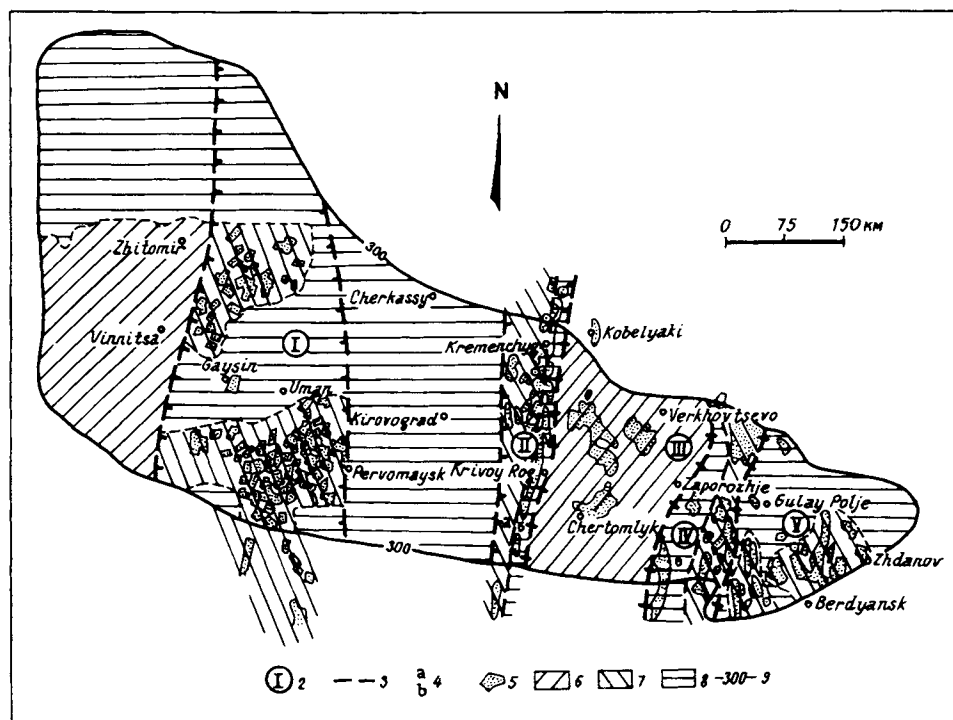 N
0 75 150 КМ
300
Zhitomir
Cherkassy
Vinnitsa
I
Kremenchug
Kobelyaki
Gaysin
Uman
Kirovograd
II
Verkhovtsevo
III
Pervomaysk
Krivoy Rog
Zaporozhje
Gulay Polje
Chertomlyk
IV
V
a
300
Zhdanov
Berdyansk
I 2 3 a b 4 5 6 7 8 -300- 9